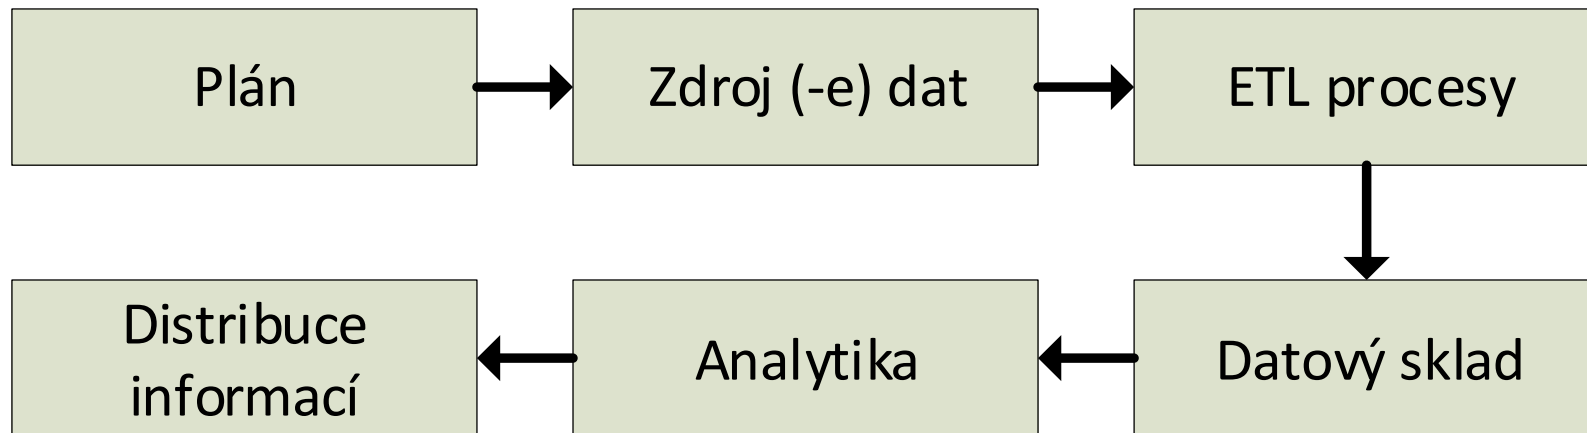 Plán
Zdroj (-e) dat
ETL procesy
Datový sklad
Analytika
Distribuce
informací